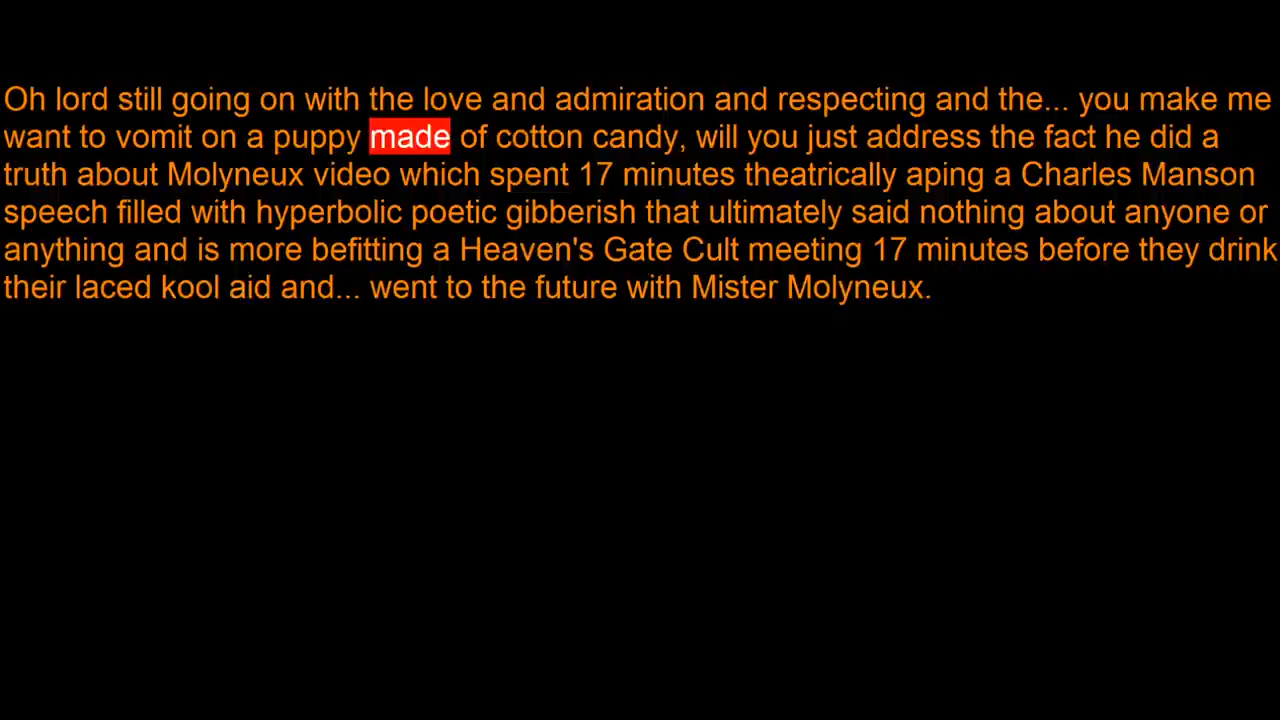 Oh lord still going on with the love and admiration and respecting and the... you make me
want to vomit on a puppy made of cotton candy, will you just address the fact he did a
truth about Molyneux video which spent 17 minutes theatrically aping a Charles Manson
speech filled with hyperbolic poetic gibberish that ultimately said nothing about anyone or
anything and is more befitting a Heaven's Gate Cult meeting 17 minutes before they drink
their laced kool aid and... went to the future with Mister Molyneux.